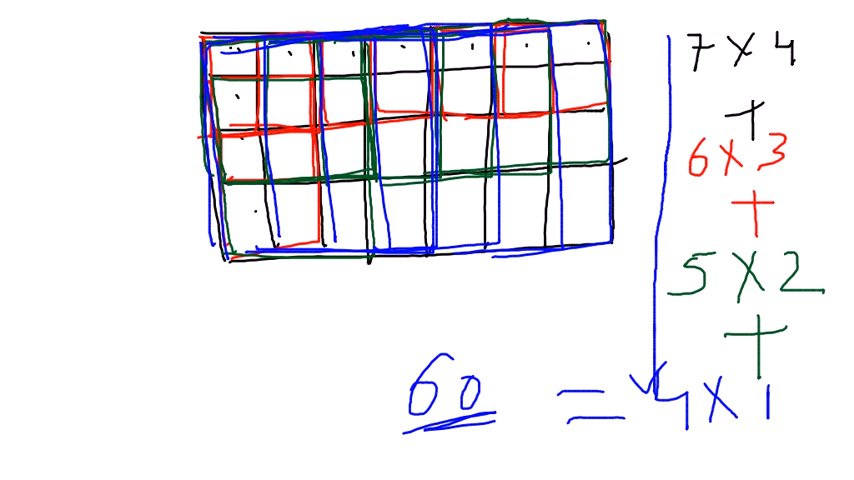 7 × 4
+
6 × 3
+
5 × 2
+
60 = 4 × 1